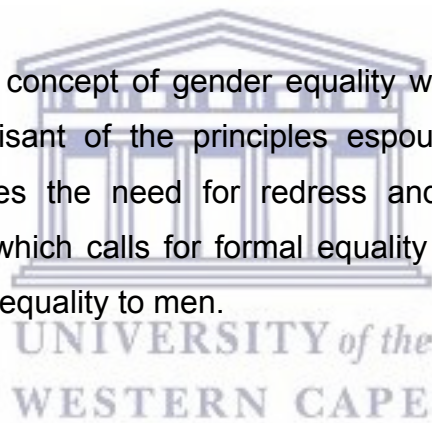 concept of gender equality w
isant of the principles espou
es the need for redress and
which calls for formal equality
equality to men.
UNIVERSITY of the
WESTERN CAPE